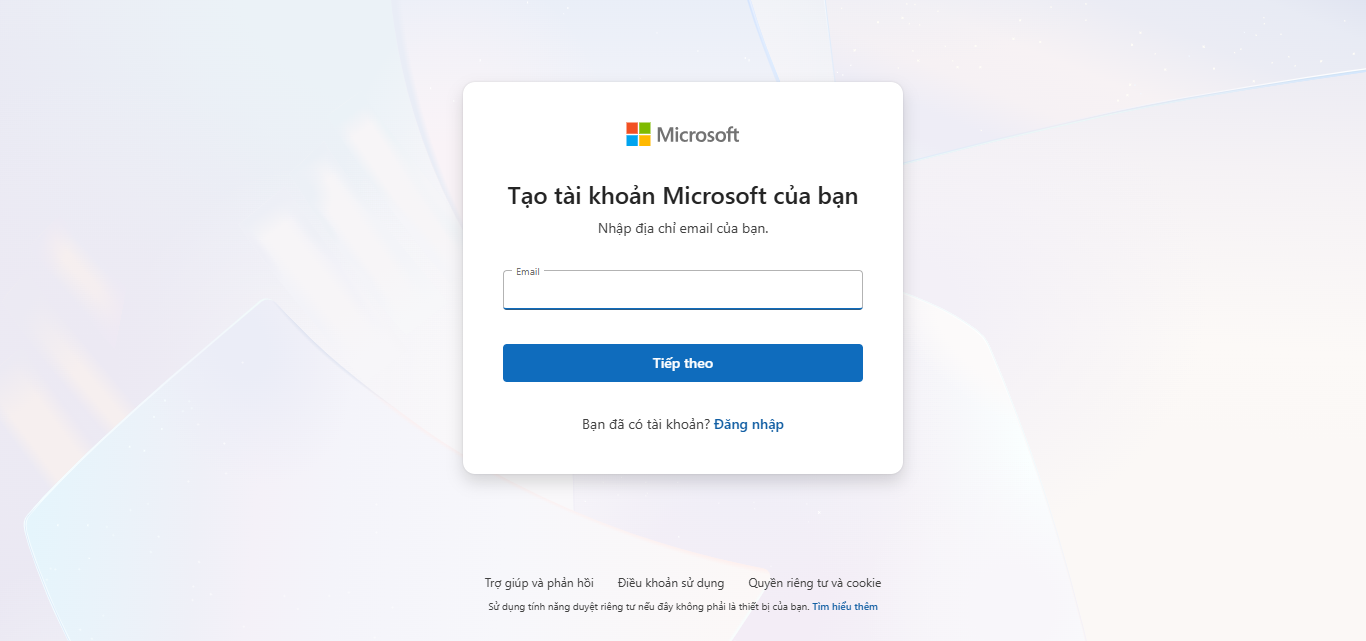 Microsoft
Tạo tài khoản Microsoft của bạn
Nhập địa chỉ email của bạn.
Email
Tiếp theo
Bạn đã có tài khoản? Đăng nhập
Trợ giúp và phản hồi Điều khoản sử dụng Quyền riêng tư và cookie
Sử dụng tính năng duyệt riêng tư nếu đây không phải là thiết bị của bạn. Tìm hiểu thêm